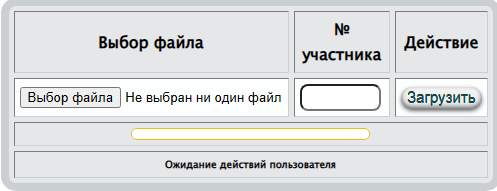 Выбор файла
№
участника
Действие
Выбор файла Не выбран ни один файл
Загрузить
Ожидание действий пользователя